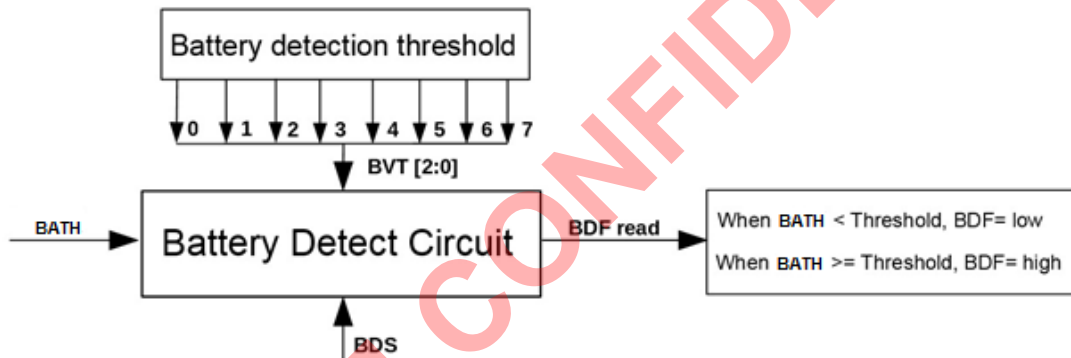 Battery detection threshold
0 1 2 3 4 5 6 7
BVT [2:0]
BATH
Battery Detect Circuit
BDF read
When BATH < Threshold, BDF= low
When BATH >= Threshold, BDF= high
BDS